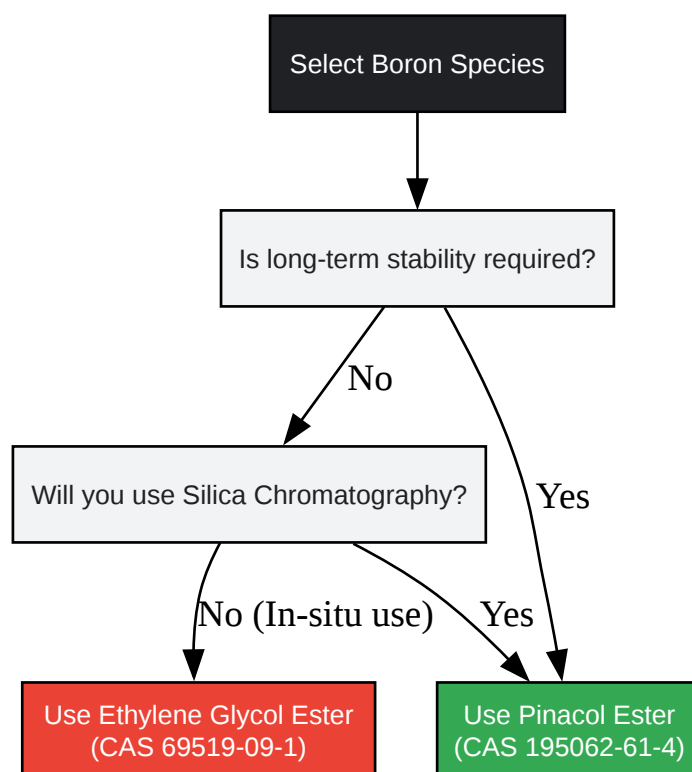 Select Boron Species
Is long-term stability required?
No
Will you use Silica Chromatography?
Yes
No (In-situ use)
Yes
Use Ethylene Glycol Ester
(CAS 69519-09-1)
Use Pinacol Ester
(CAS 195062-61-4)